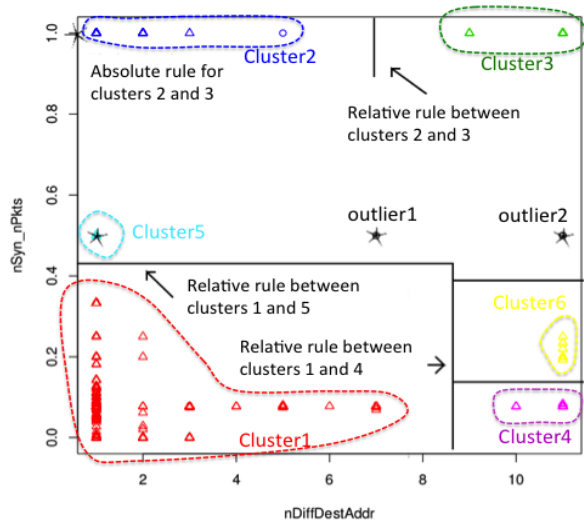 1.0
Cluster2
Cluster3
Absolute rule for
clusters 2 and 3
Relative rule between
clusters 2 and 3
0.8
0.6
nSyn_nPkts
Cluster5
outlier1
outlier2
0.4
Relative rule between
clusters 1 and 5
Cluster6
Relative rule between
clusters 1 and 4
0.2
0.0
Cluster1
Cluster4
2
4
6
8
10
nDiffDestAddr